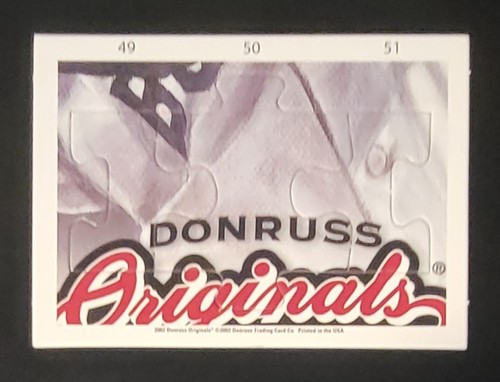 49 50 51
DONRUSS
Originals®
2002 Donruss Originals™ ©2002 Donruss Trading Card Co. Printed in the USA